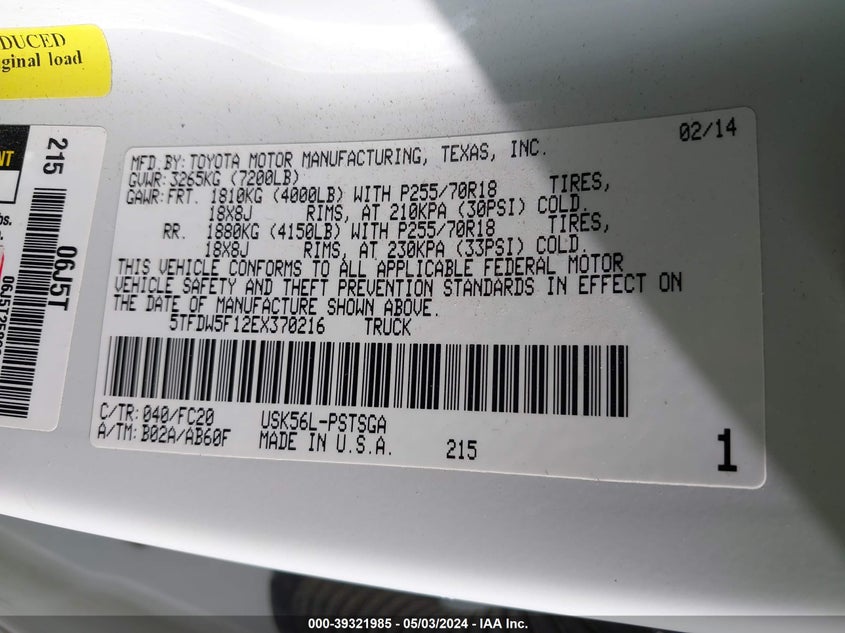 DUCED
ginal load
215
06J5T
02/14
MFD.BY:TOYOTA MOTOR MANUFACTURING, TEXAS, INC.
GVWR:3265KG (7200LB)
GAWR:FRT. 1810KG (4000LB) WITH P255/70R18 TIRES,
18X8J RIMS, AT 210KPA (30PSI) COLD.
RR. 1880KG (4150LB) WITH P255/70R18 TIRES,
18X8J RIMS, AT 230KPA (33PSI) COLD.
THIS VEHICLE CONFORMS TO ALL APPLICABLE FEDERAL MOTOR
VEHICLE SAFETY AND THEFT PREVENTION STANDARDS IN EFFECT ON
THE DATE OF MANUFACTURE SHOWN ABOVE.
5TFDW5F12EX370216 TRUCK
C/TR:040/FC20 USK56L-PSTSGA
A/TM:B02A/AB60F MADE IN U.S.A. 215
1
000-39321985 - 05/03/2024 - IAA Inc.